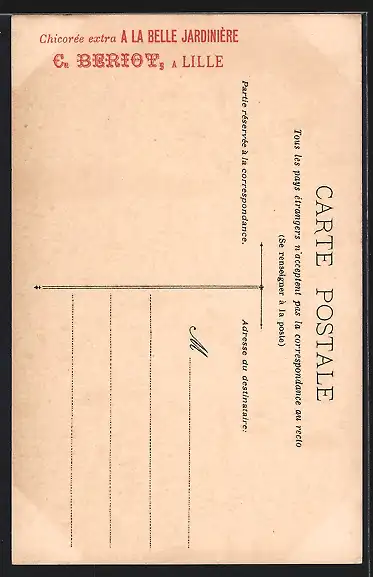 Chicorée extra A LA BELLE JARDINIÈRE
C. BERIOT, A LILLE
CARTE POSTALE
Tous les pays étrangers n'acceptent pas la correspondance au recto
(Se renseigner à la poste)
Partie réservée à la correspondance.
Adresse du destinataire:
M